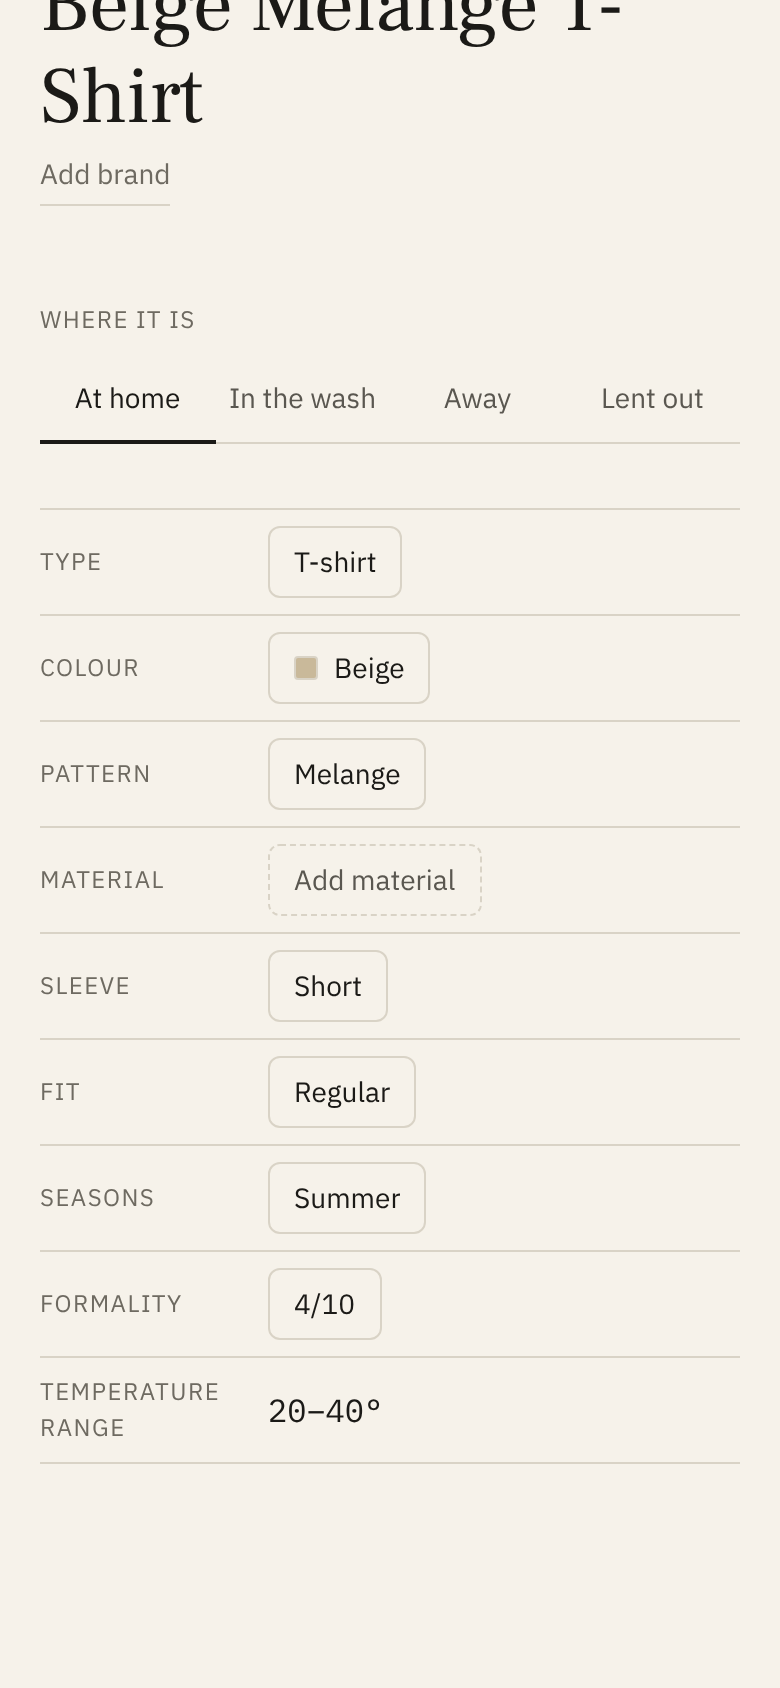 Beige Melange T-
Shirt
Add brand
WHERE IT IS
At home In the wash Away Lent out
TYPE T-shirt
COLOUR Beige
PATTERN Melange
MATERIAL Add material
SLEEVE Short
FIT Regular
SEASONS Summer
FORMALITY 4/10
TEMPERATURE
RANGE 20–40°